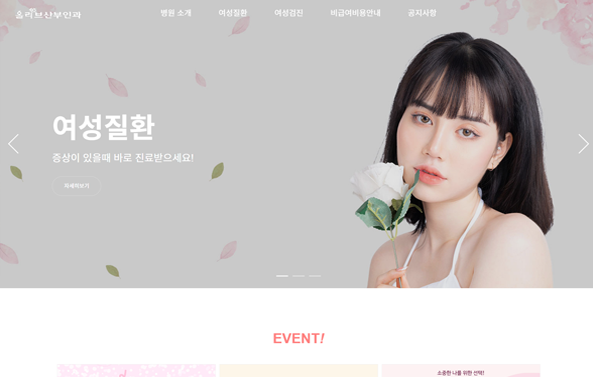 올리브산부인과
병원 소개
여성질환
여성검진
비급여비용안내
공지사항
여성질환
증상이 있을때 바로 진료받으세요!
자세히보기
EVENT!
소중한 나를 위한 선택!